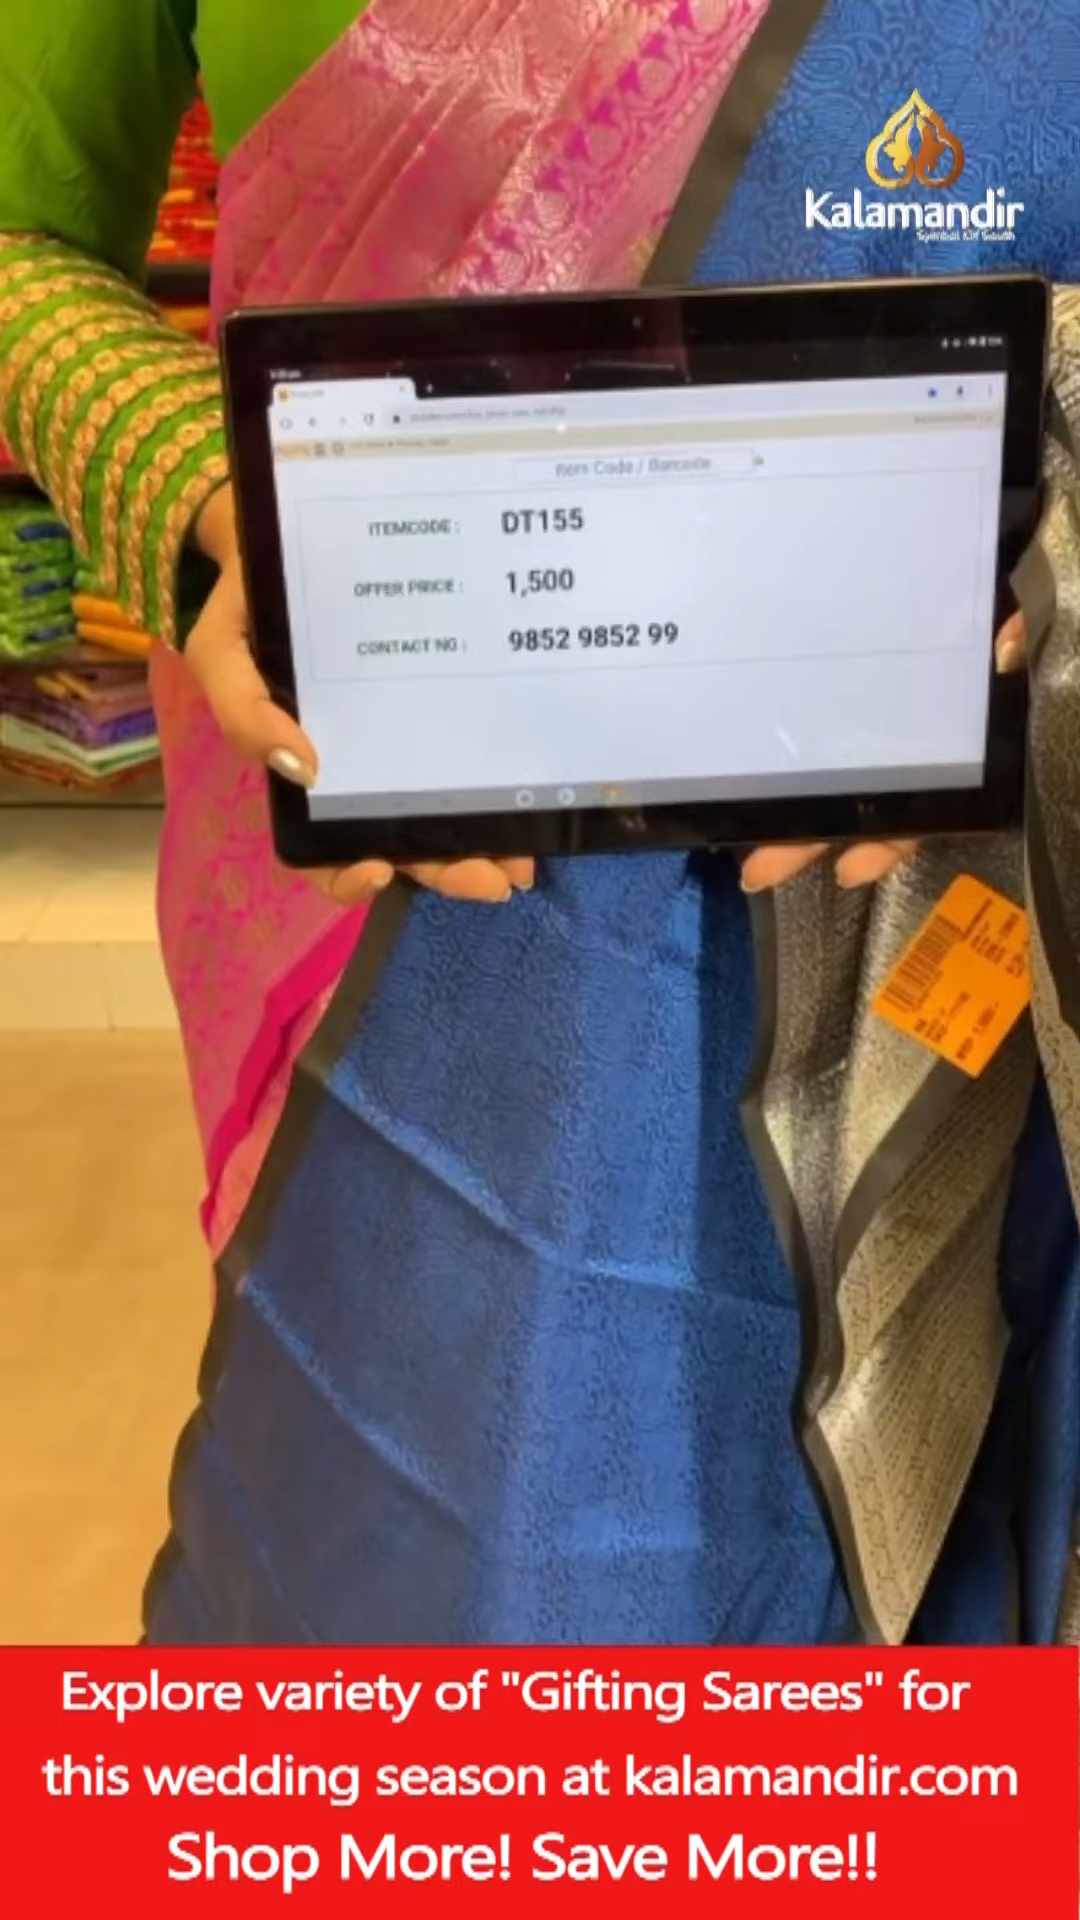 Kalamandir
Item Code / Barcode
ITEMCODE : DT155
OFFER PRICE : 1,500
CONTACT NO : 9852 9852 99
Explore variety of "Gifting Sarees" for
this wedding season at kalamandir.com
Shop More! Save More!!